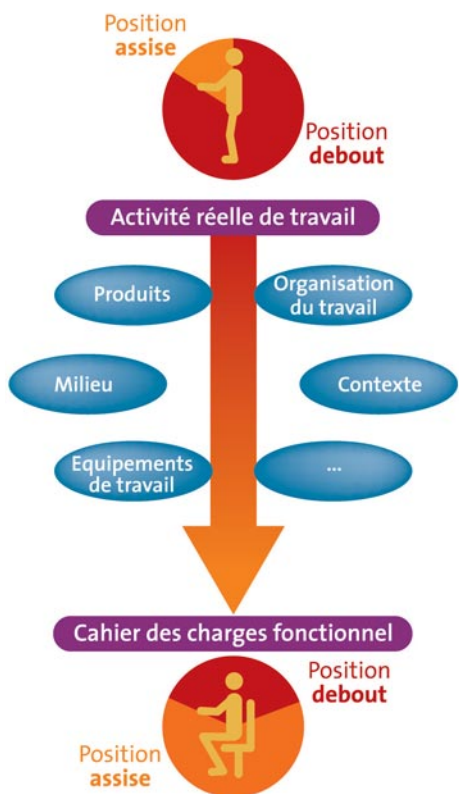 Position
assise
Position
debout
Activité réelle de travail
Produits
Organisation
du travail
Milieu
Contexte
Equipements
de travail
...
Cahier des charges fonctionnel
Position
debout
Position
assise